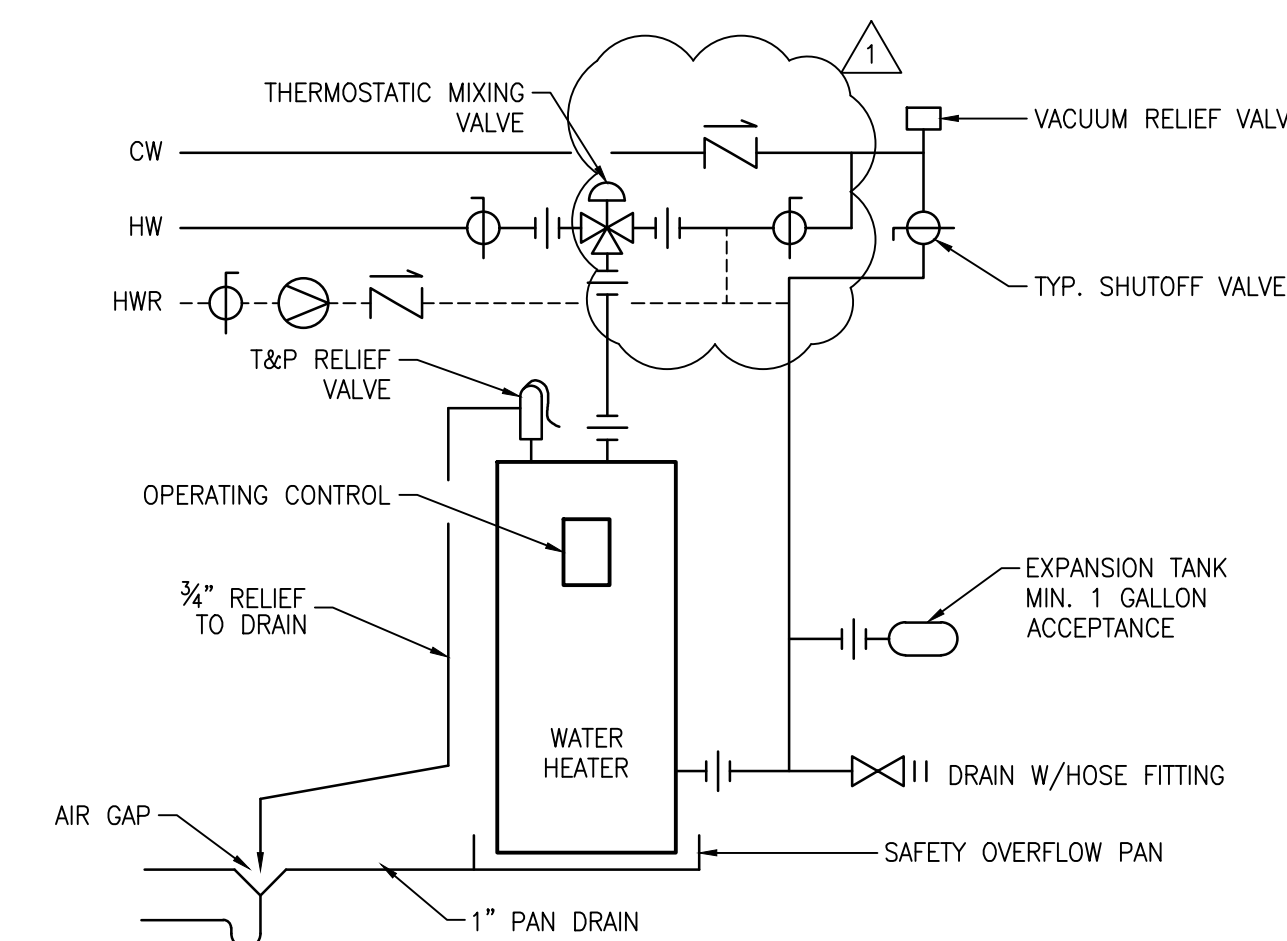 1
THERMOSTATIC MIXING
VALVE
VACUUM RELIEF VALV
CW
HW
TYP. SHUTOFF VALVE
HWR
T&P RELIEF
VALVE
OPERATING CONTROL
EXPANSION TANK
MIN. 1 GALLON
ACCEPTANCE
¾” RELIEF
TO DRAIN
WATER
HEATER
DRAIN W/HOSE FITTING
AIR GAP
SAFETY OVERFLOW PAN
1” PAN DRAIN